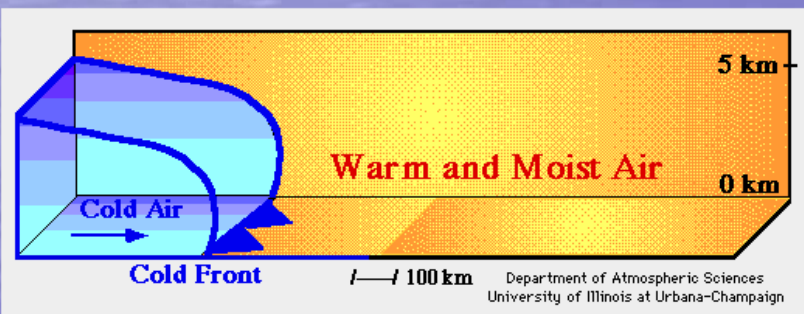 5 km
Warm and Moist Air
0 km
Cold Air
Cold Front
100 km
Department of Atmospheric Sciences
University of Illinois at Urbana-Champaign